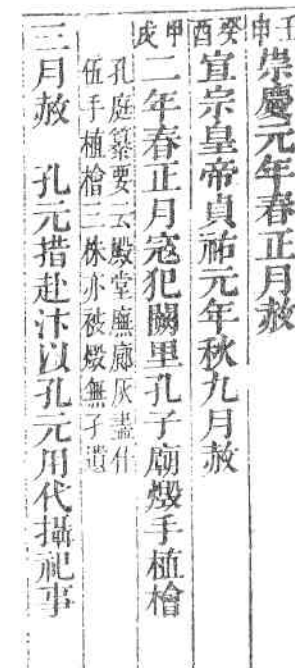 壬申崇慶元年春正月赦
癸酉宣宗皇帝貞祐元年秋九月赦
甲戌二年春正月寇犯闕里孔子廟燬手植檜
孔庭纂要云殿堂廡廊灰盡什
伍手植檜三株亦被燬無孑遺
三月赦　孔元措赴汴以孔元用代攝祀事